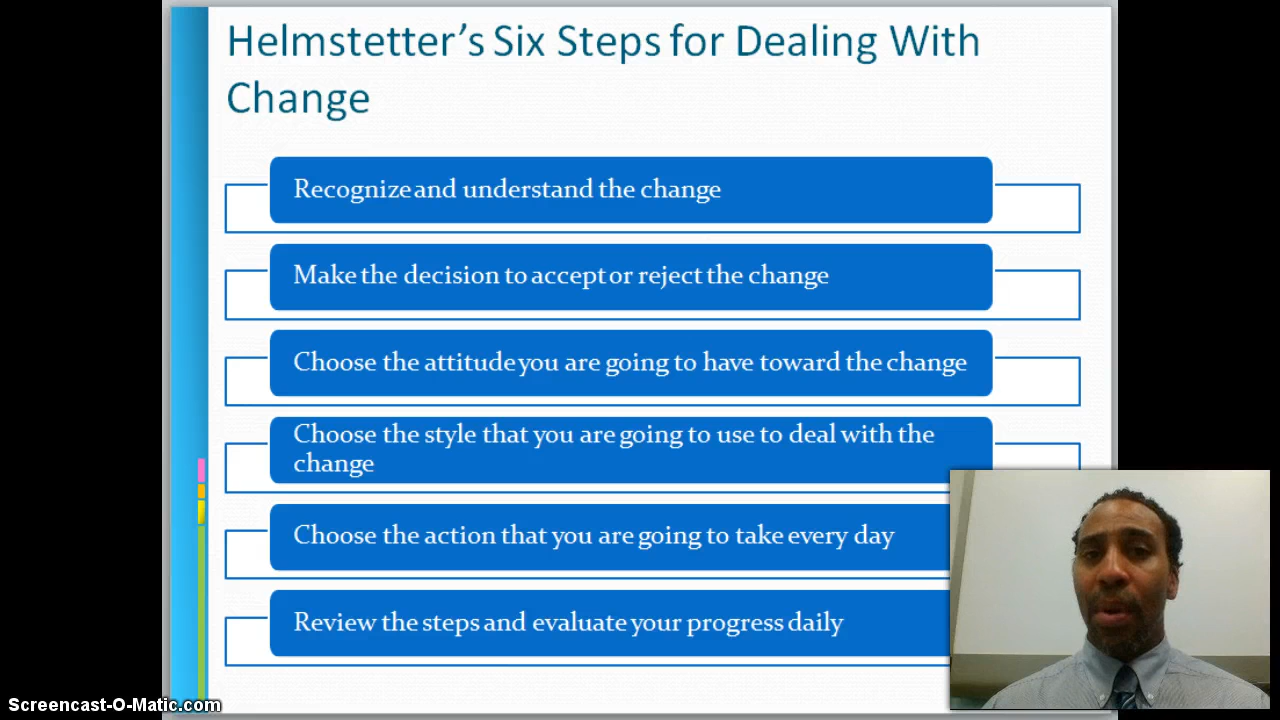 Helmstetter’s Six Steps for Dealing With
Change
Recognize and understand the change
Make the decision to accept or reject the change
Choose the attitude you are going to have toward the change
Choose the style that you are going to use to deal with the
change
Choose the action that you are going to take every day
Review the steps and evaluate your progress daily
Screencast-O-Matic.com